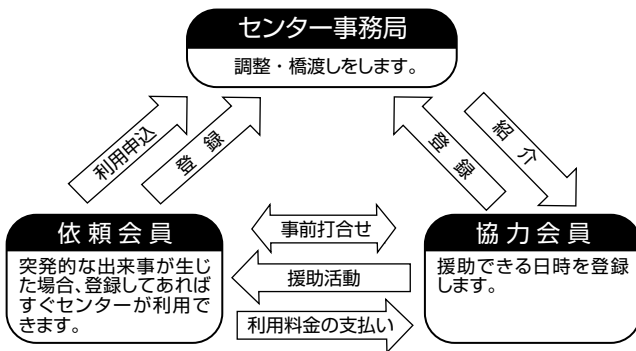 センター事務局
調整・橋渡しをします。
利用申込
登録
登録
紹介
依頼会員
突発的な出来事が生じ
た場合、登録してあれば
すぐセンターが利用で
きます。
事前打合せ
援助活動
利用料金の支払い
協力会員
援助できる日時を登録
します。